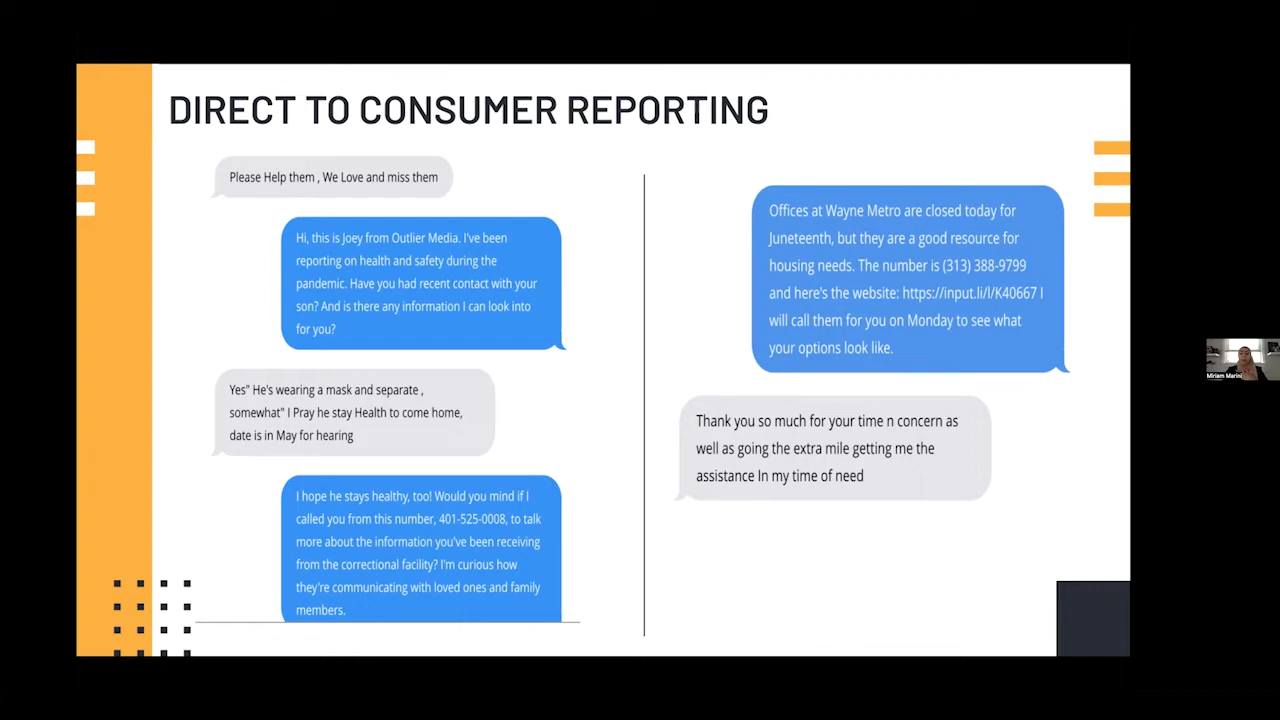 DIRECT TO CONSUMER REPORTING
Please Help them , We Love and miss them
Hi, this is Joey from Outlier Media. I've been
reporting on health and safety during the
pandemic. Have you had recent contact with your
son? And is there any information I can look into
for you?
Yes" He's wearing a mask and separate ,
somewhat" I Pray he stay Health to come home,
date is in May for hearing
I hope he stays healthy, too! Would you mind if I
called you from this number, 401-525-0008, to talk
more about the information you've been receiving
from the correctional facility? I'm curious how
they're communicating with loved ones and family
members.
Offices at Wayne Metro are closed today for
Juneteenth, but they are a good resource for
housing needs. The number is (313) 388-9799
and here's the website: https://input.li/l/K40667 I
will call them for you on Monday to see what
your options look like.
Thank you so much for your time n concern as
well as going the extra mile getting me the
assistance In my time of need
Miriam Marini